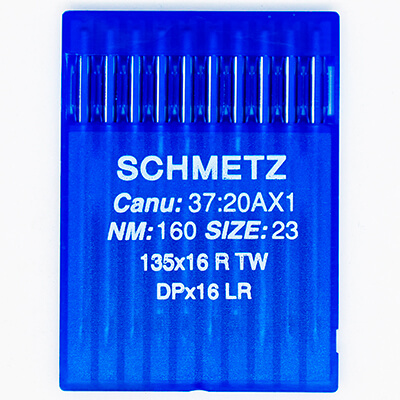 SCHMETZ
Canu: 37:20AX1
NM:160 SIZE:23
135x16 R TW
DPx16 LR